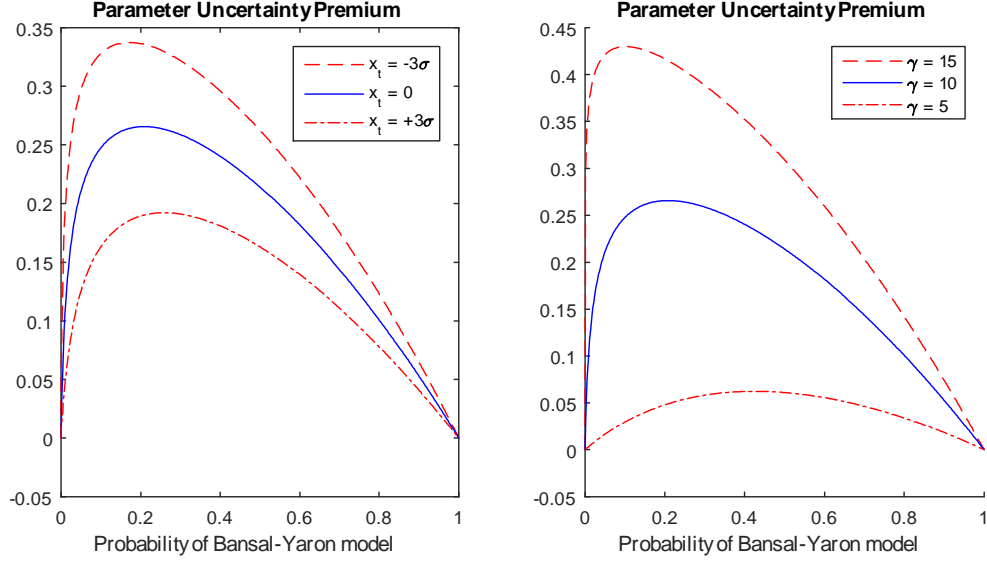 Parameter Uncertainty Premium
0.35
0.3
0.25
0.2
0.15
0.1
0.05
0
-0.05
x_t = -3σ
x_t = 0
x_t = +3σ
0 0.2 0.4 0.6 0.8 1
Probability of Bansal-Yaron model
Parameter Uncertainty Premium
0.45
0.4
0.35
0.3
0.25
0.2
0.15
0.1
0.05
0
-0.05
γ = 15
γ = 10
γ = 5
0 0.2 0.4 0.6 0.8 1
Probability of Bansal-Yaron model